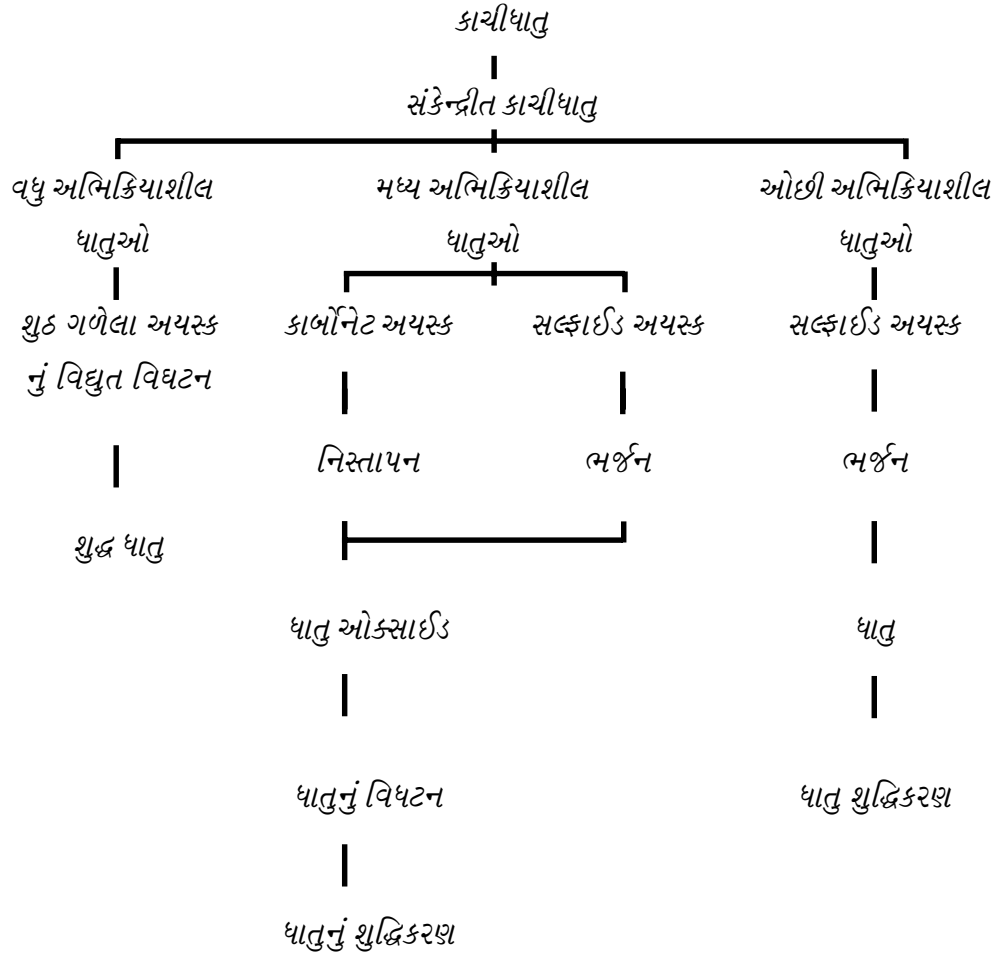 કાચીધાતુ
સંકેન્દ્રીત કાચીધાતુ
વધુ અભિક્રિયાશીલ
ધાતુઓ
મધ્ય અભિક્રિયાશીલ
ધાતુઓ
ઓછી અભિક્રિયાશીલ
ધાતુઓ
શુઠ ગળેલા અયસ્ક
નું વિદ્યુત વિઘટન
કાર્બોનેટ અયસ્ક
સલ્ફાઈડ અયસ્ક
સલ્ફાઈડ અયસ્ક
નિસ્તાપન
ભર્જન
ભર્જન
શુદ્ધ ધાતુ
ધાતુ ઓક્સાઈડ
ધાતુ
ધાતુનું વિઘટન
ધાતુ શુદ્ધિકરણ
ધાતુનું શુદ્ધિકરણ